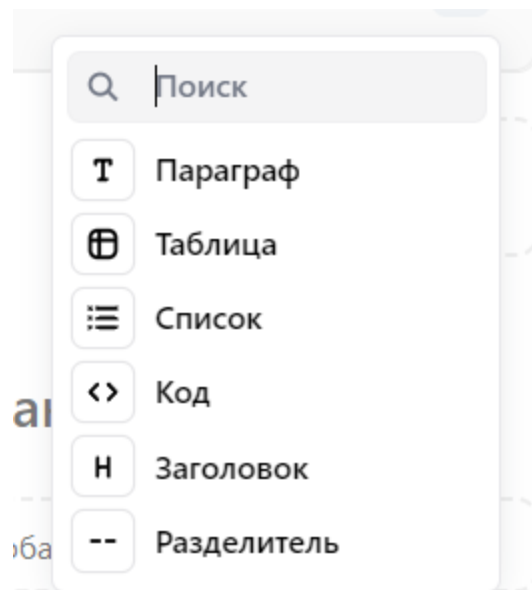 Поиск
Параграф
Таблица
Список
Код
Заголовок
Разделитель